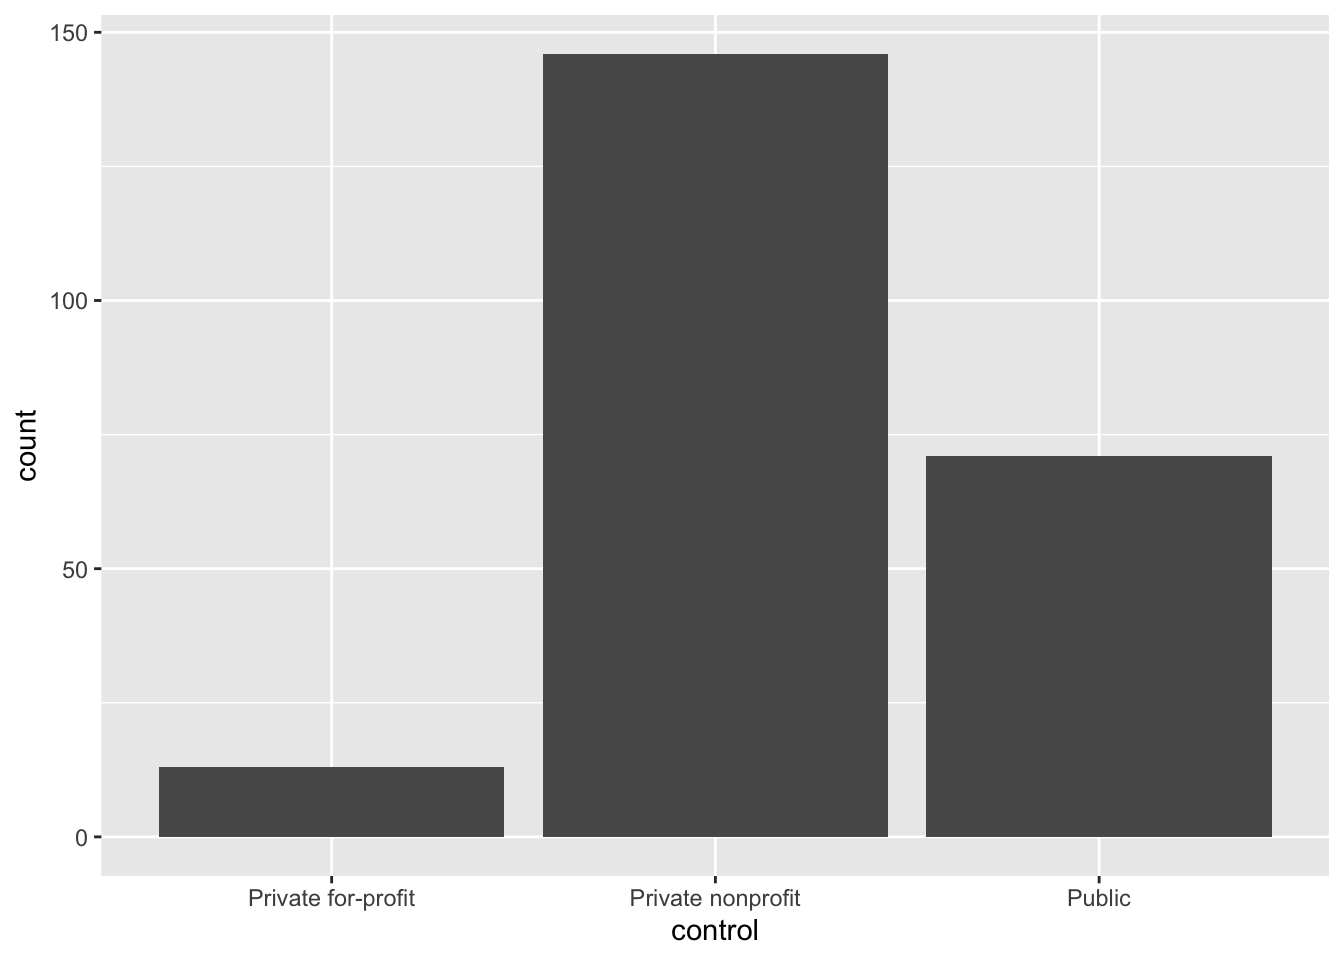 150
100
50
0
count
Private for-profit
Private nonprofit
Public
control